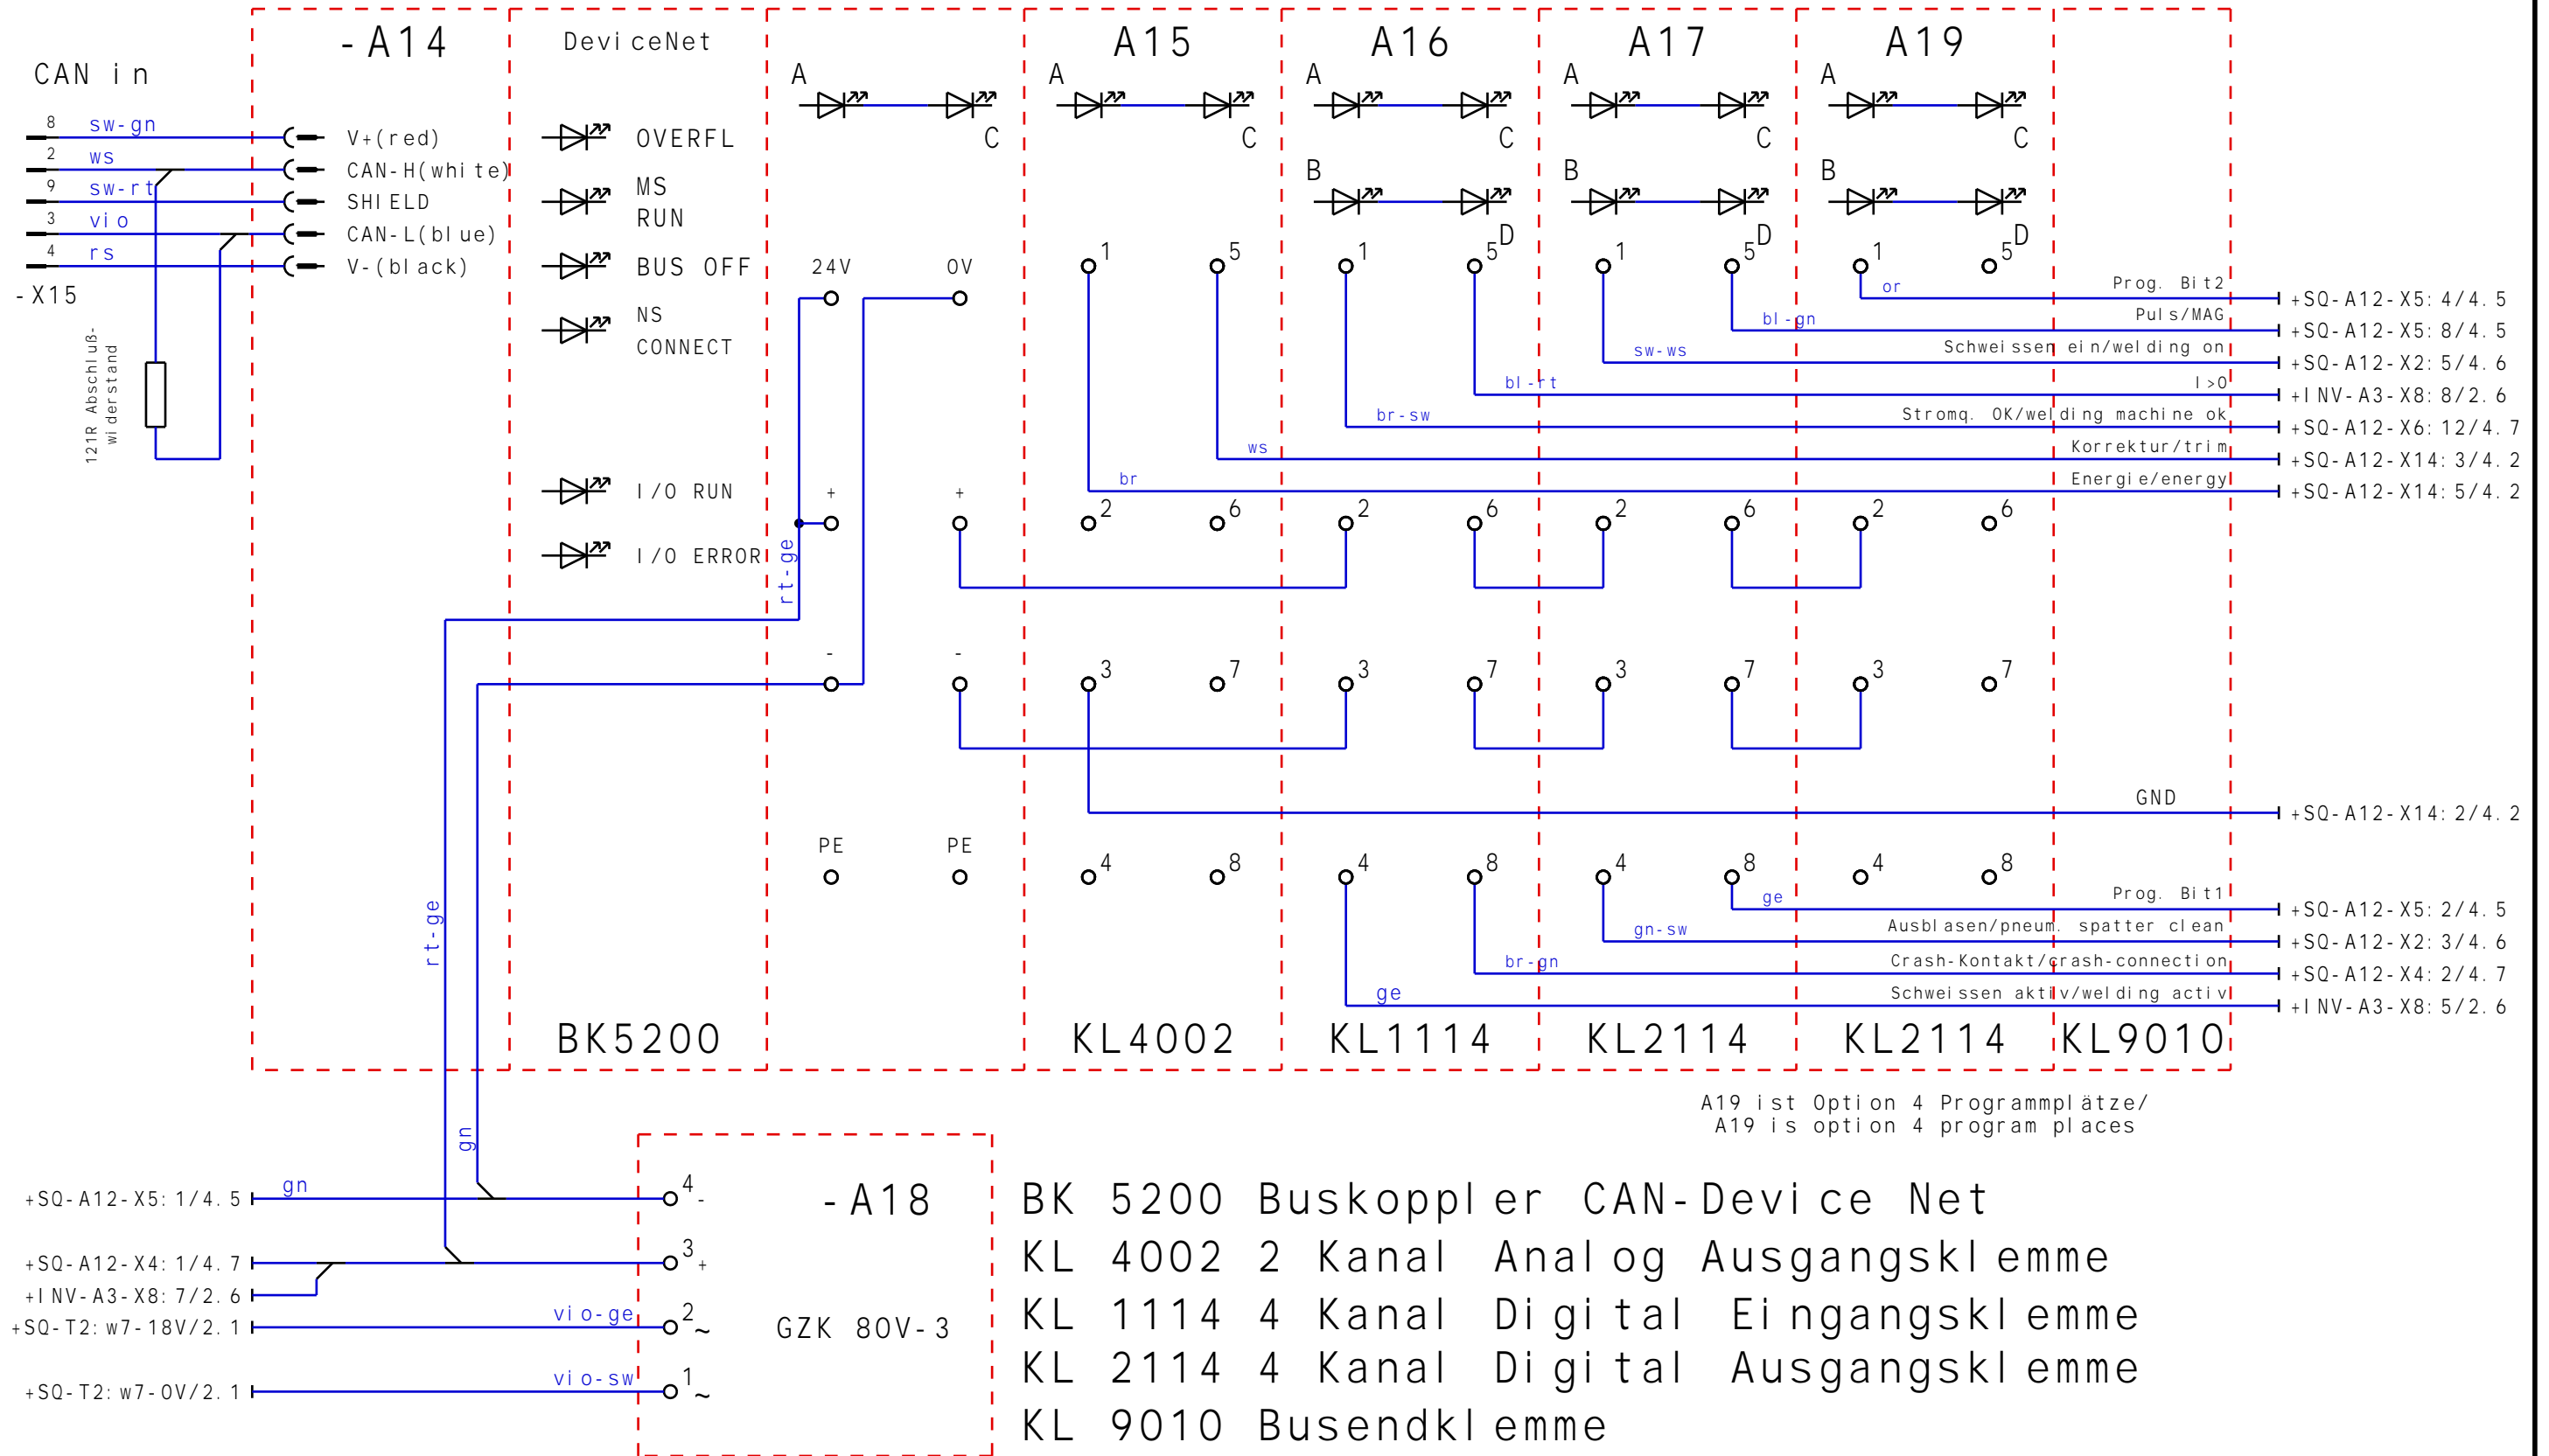 -A14
DeviceNet
A15
A16
A17
A19
CAN in
A
A
A
A
A
C
C
C
C
C
B
B
B
D
D
D
8
sw-gn
V+(red)
2
ws
CAN-H(white)
9
sw-rt
SHIELD
3
vio
CAN-L(blue)
4
rs
V-(black)
-X15
121R Abschluß-
widerstand
OVERFL
MS
RUN
BUS OFF
NS
CONNECT
I/O RUN
I/O ERROR
24V
0V
1
5
1
5
1
5
1
5
or
Prog. Bit2
+SQ-A12-X5:4/4.5
bl-gn
Puls/MAG
+SQ-A12-X5:8/4.5
sw-ws
Schweissen ein/welding on
+SQ-A12-X2:5/4.6
bl-rt
I>0
+INV-A3-X8:8/2.6
br-sw
Stromq. OK/welding machine ok
+SQ-A12-X6:12/4.7
ws
Korrektur/trim
+SQ-A12-X14:3/4.2
br
Energie/energy
+SQ-A12-X14:5/4.2
+
+
2
6
2
6
2
6
2
6
rt-ge
-
-
3
7
3
7
3
7
3
7
GND
+SQ-A12-X14:2/4.2
PE
PE
4
8
4
8
4
8
4
8
ge
Prog. Bit1
+SQ-A12-X5:2/4.5
gn-sw
Ausblasen/pneum. spatter clean
+SQ-A12-X2:3/4.6
br-gn
Crash-Kontakt/crash-connection
+SQ-A12-X4:2/4.7
ge
Schweissen aktiv/welding activ
+INV-A3-X8:5/2.6
rt-ge
BK5200
KL4002
KL1114
KL2114
KL2114
KL9010
A19 ist Option 4 Programmplätze/
A19 is option 4 program places
gn
+SQ-A12-X5:1/4.5
gn
4
-
-A18
+SQ-A12-X4:1/4.7
3
+
+INV-A3-X8:7/2.6
+SQ-T2:w7-18V/2.1
vio-ge
2
~
GZK 80V-3
+SQ-T2:w7-0V/2.1
vio-sw
1
~
BK 5200 Buskoppler CAN-Device Net
KL 4002 2 Kanal Analog Ausgangsklemme
KL 1114 4 Kanal Digital Eingangsklemme
KL 2114 4 Kanal Digital Ausgangsklemme
KL 9010 Busendklemme